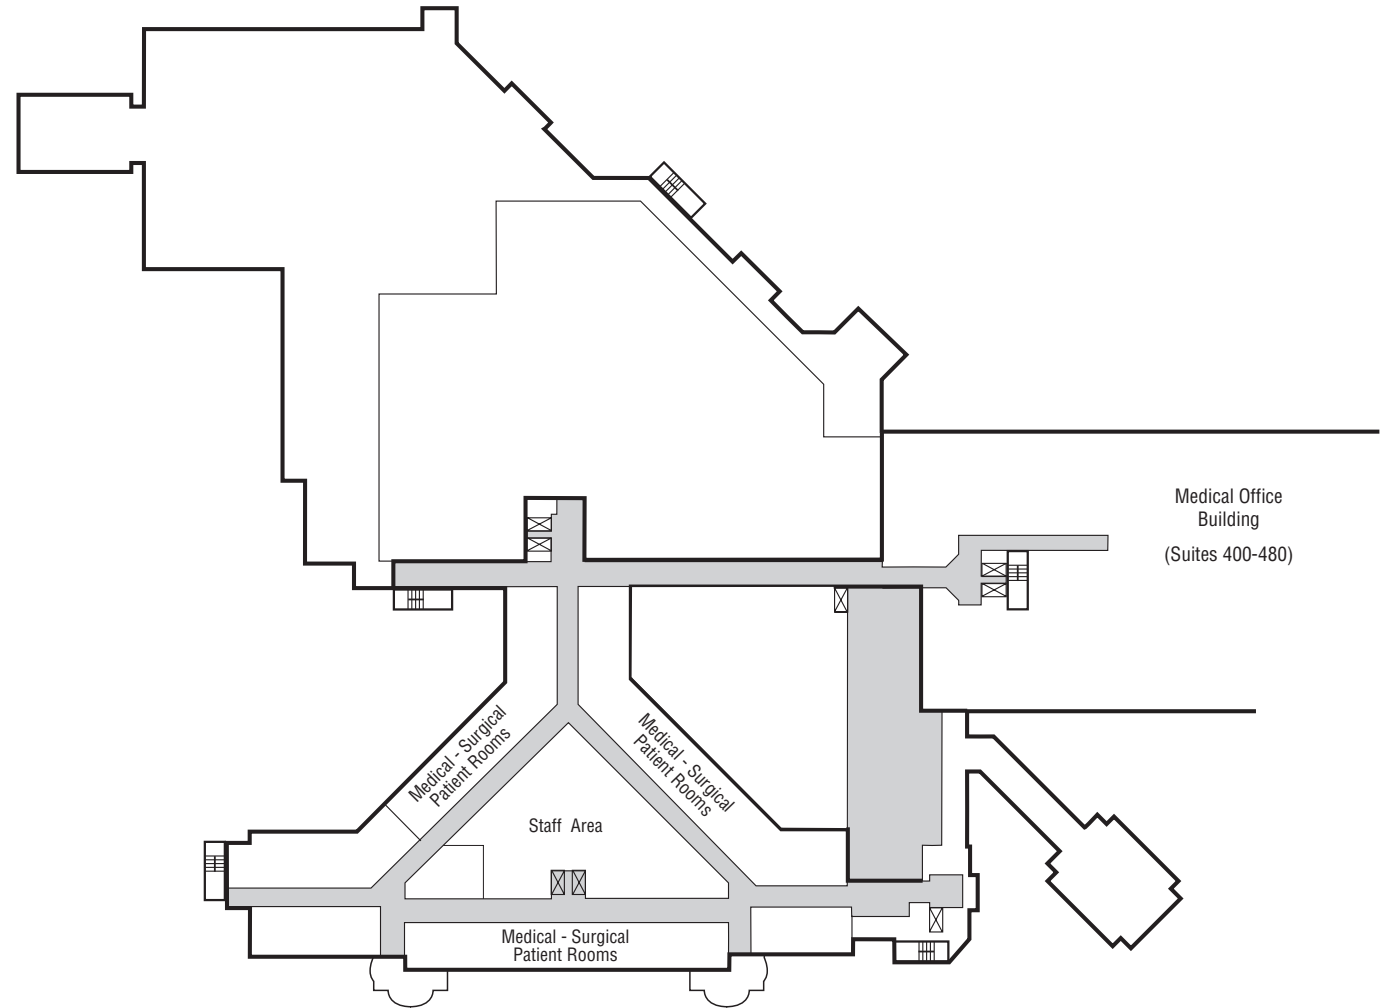 Medical Office
Building
(Suites 400-480)
Medical - Surgical
Patient Rooms
Medical - Surgical
Patient Rooms
Staff Area
Medical - Surgical
Patient Rooms